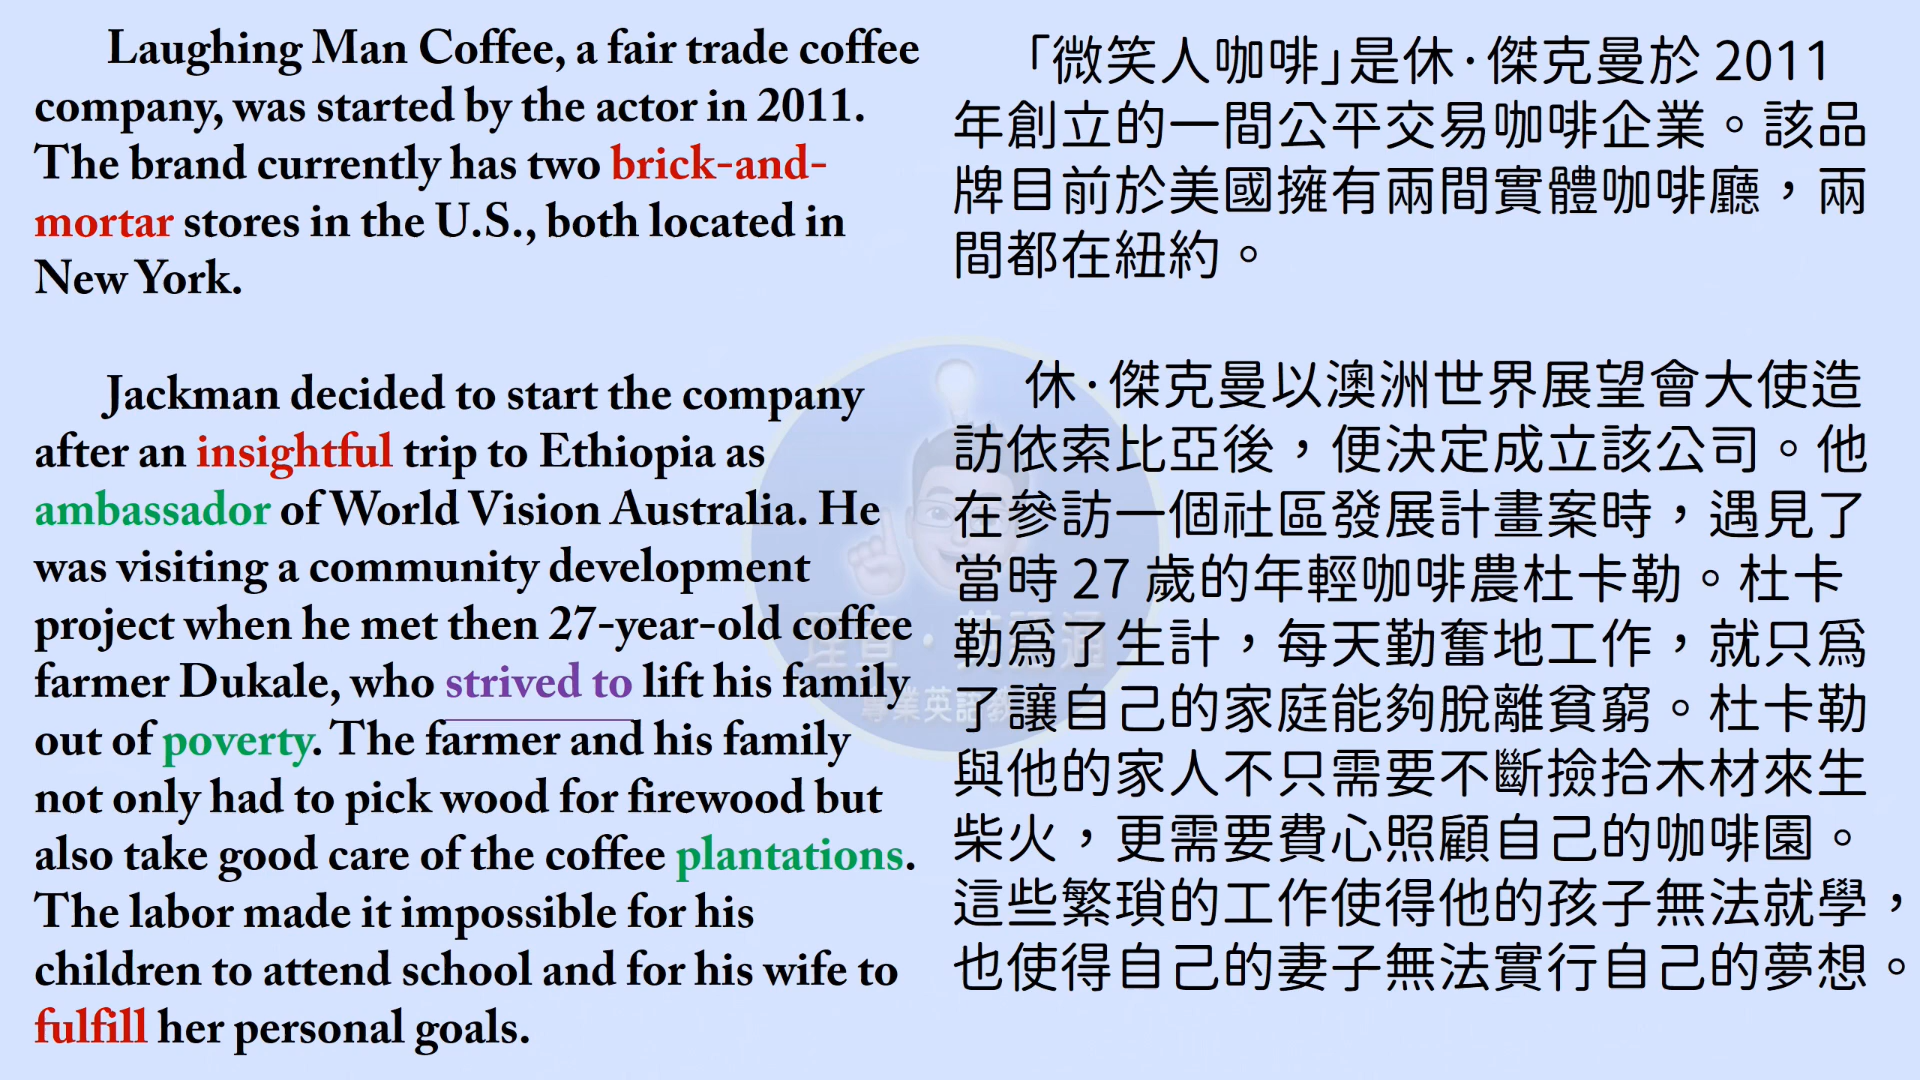 Laughing Man Coffee, a fair trade coffee
company, was started by the actor in 2011.
The brand currently has two brick-and-
mortar stores in the U.S., both located in
New York.
Jackman decided to start the company
after an insightful trip to Ethiopia as
ambassador of World Vision Australia. He
was visiting a community development
project when he met then 27-year-old coffee
farmer Dukale, who strived to lift his family
out of poverty. The farmer and his family
not only had to pick wood for firewood but
also take good care of the coffee plantations.
The labor made it impossible for his
children to attend school and for his wife to
fulfill her personal goals.
「微笑人咖啡」是休·傑克曼於 2011
年創立的一間公平交易咖啡企業。該品
牌目前於美國擁有兩間實體咖啡廳，兩
間都在紐約。
休·傑克曼以澳洲世界展望會大使造
訪依索比亞後，便決定成立該公司。他
在參訪一個社區發展計畫案時，遇見了
當時 27 歲的年輕咖啡農杜卡勒。杜卡
勒爲了生計，每天勤奮地工作，就只爲
了讓自己的家庭能夠脫離貧窮。杜卡勒
與他的家人不只需要不斷撿拾木材來生
柴火，更需要費心照顧自己的咖啡園。
這些繁瑣的工作使得他的孩子無法就學，
也使得自己的妻子無法實行自己的夢想。